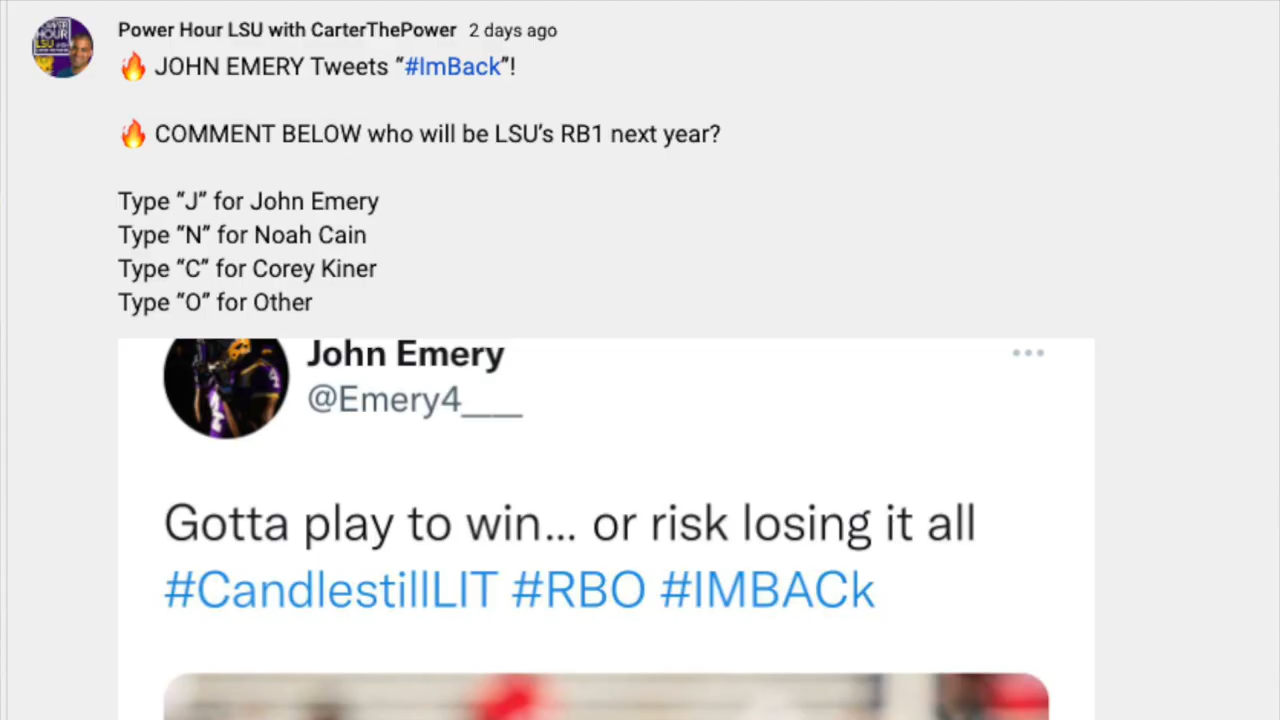 Power Hour LSU with CarterThePower 2 days ago
🔥 JOHN EMERY Tweets “#ImBack”!
🔥 COMMENT BELOW who will be LSU’s RB1 next year?
Type “J” for John Emery
Type “N” for Noah Cain
Type “C” for Corey Kiner
Type “O” for Other
John Emery
@Emery4____
Gotta play to win... or risk losing it all
#CandlestillLIT #RBO #IMBACk